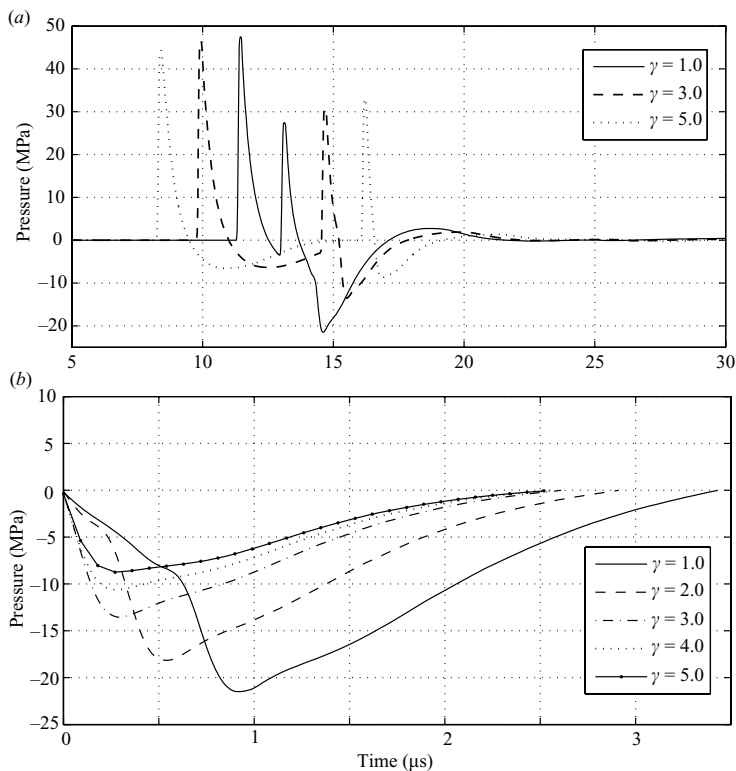 (a)
50
40
30
20
10
0
–10
–20
Pressure (MPa)
γ = 1.0
γ = 3.0
γ = 5.0
5 10 15 20 25 30
(b)
10
5
0
–5
–10
–15
–20
–25
Pressure (MPa)
γ = 1.0
γ = 2.0
γ = 3.0
γ = 4.0
γ = 5.0
0 1 2 3
Time (μs)